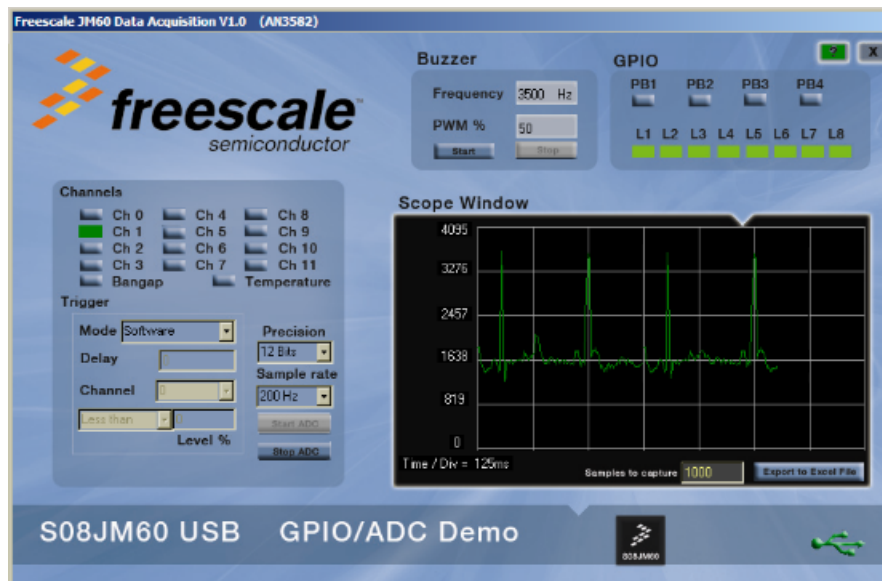 Freescale JM60 Data Acquisition V1.0 (AN3582)
? X
freescale™
semiconductor
Buzzer
Frequency 3500 Hz
PWM % 50
Start Stop
GPIO
PB1 PB2 PB3 PB4
L1 L2 L3 L4 L5 L6 L7 L8
Channels
Ch 0 Ch 4 Ch 8
Ch 1 Ch 5 Ch 9
Ch 2 Ch 6 Ch 10
Ch 3 Ch 7 Ch 11
Bangap Temperature
Trigger
Mode Software
Delay
Channel 0
Less than
Level %
Precision
12 Bits
Sample rate
200 Hz
Start ADC
Stop ADC
Scope Window
4095
3276
2457
1638
819
0
Time / Div = 125ms
Samples to capture 1000
Export to Excel File
S08JM60 USB GPIO/ADC Demo
S08JM60